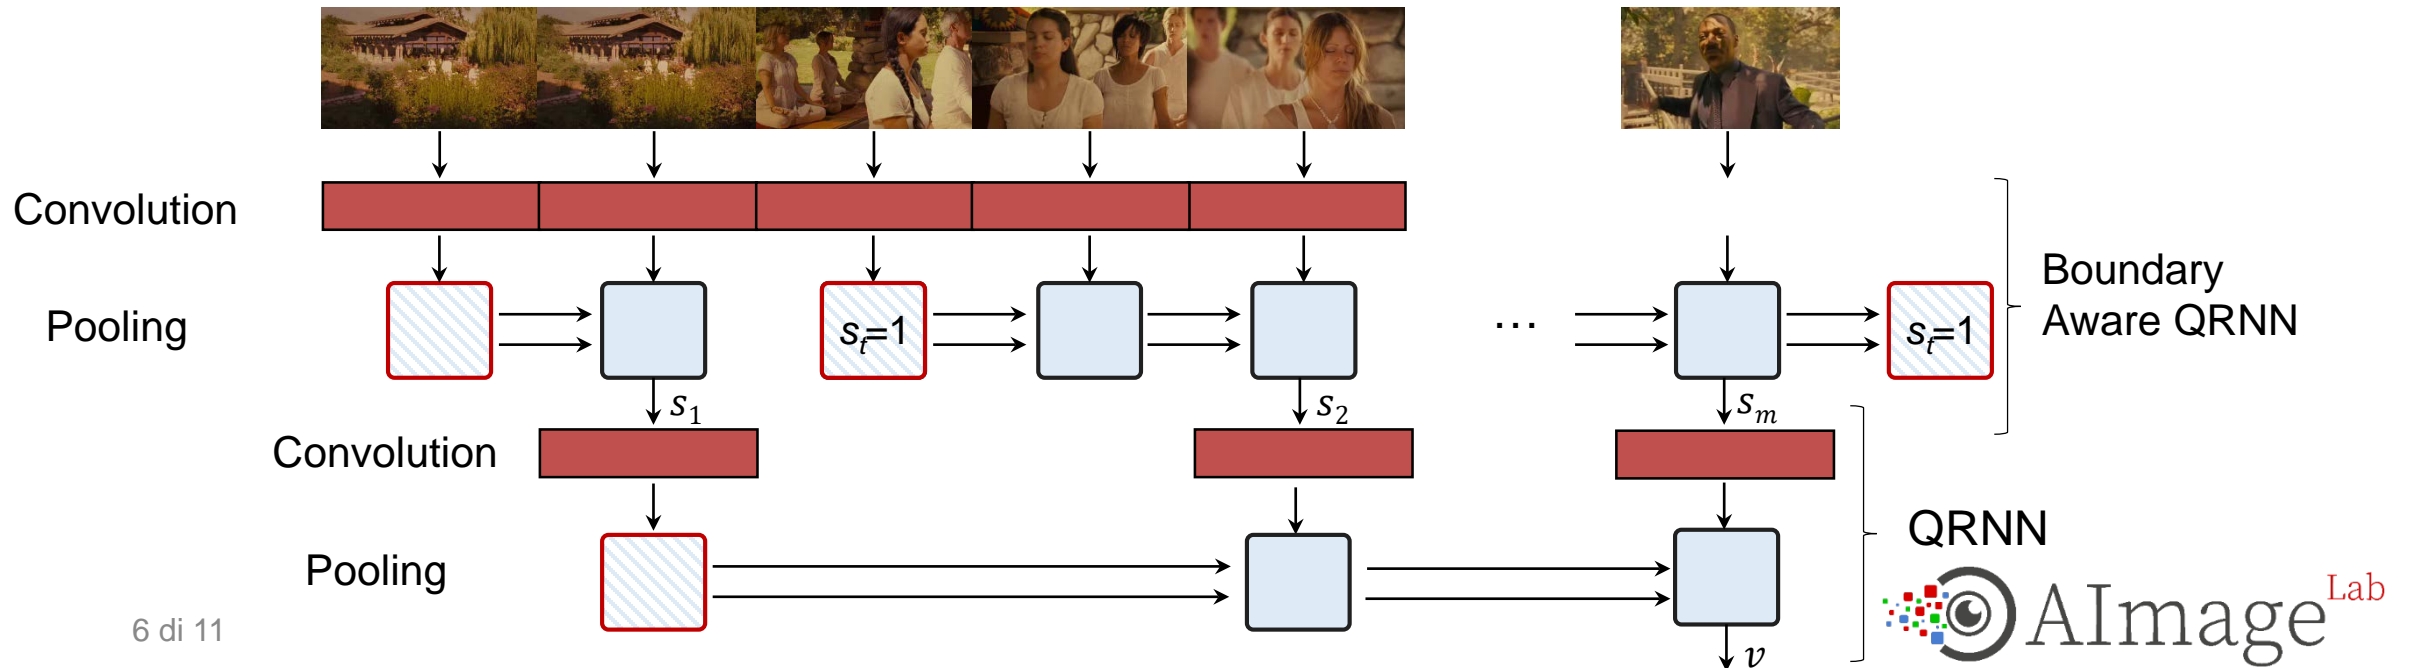 Convolution
Pooling
s_t=1
...
s_t=1
Boundary
Aware QRNN
s_1
s_2
s_m
Convolution
Pooling
QRNN
v
AImage Lab
6 di 11